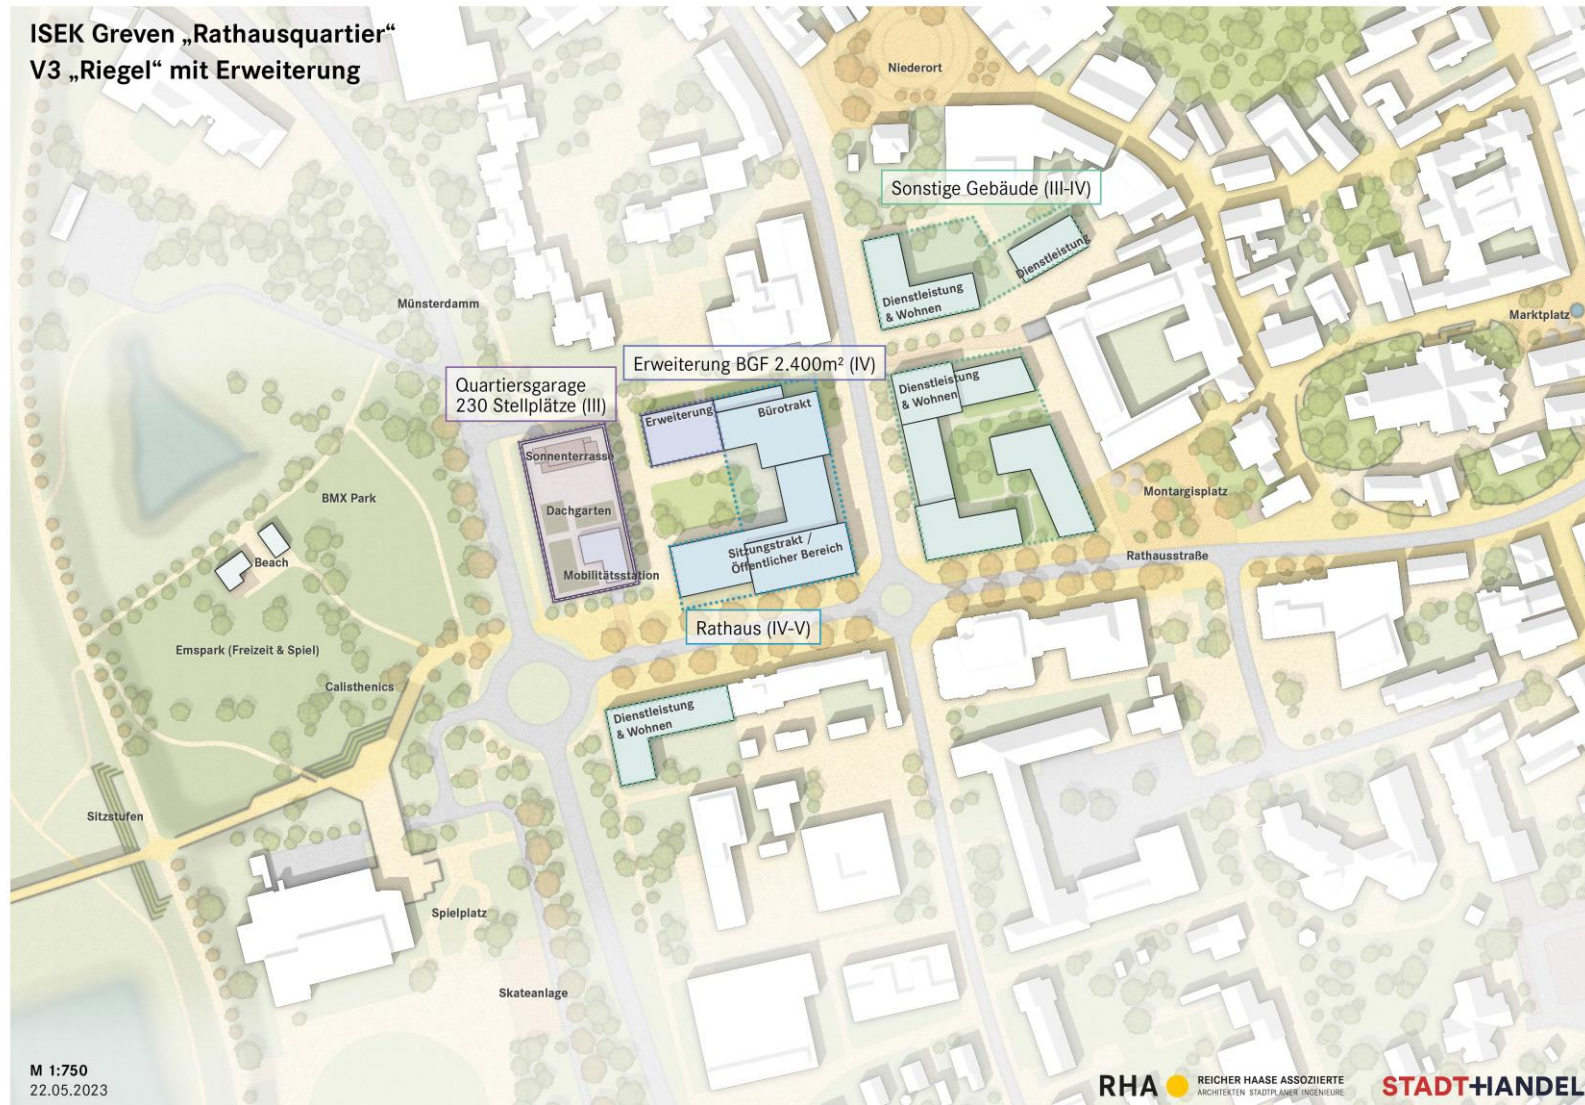 ISEK Greven „Rathausquartier“
V3 „Riegel“ mit Erweiterung
Niederort
Sonstige Gebäude (III-IV)
Dienstleistung
Dienstleistung
& Wohnen
Münsterdamm
Marktplatz
Erweiterung BGF 2.400m² (IV)
Quartiersgarage
230 Stellplätze (III)
Dienstleistung
& Wohnen
Erweiterung
Bürotrakt
Sonnenterrasse
BMX Park
Dachgarten
Montargisplatz
Sitzungstrakt /
Öffentlicher Bereich
Rathausstraße
Beach
Mobilitätsstation
Rathaus (IV-V)
Emspark (Freizeit & Spiel)
Calisthenics
Dienstleistung
& Wohnen
Sitzstufen
Spielplatz
Skateanlage
M 1:750
22.05.2023
RHA
REICHER HAASE ASSOZIIERTE
ARCHITEKTEN STADTPLANER INGENIEURE
STADT+HANDEL